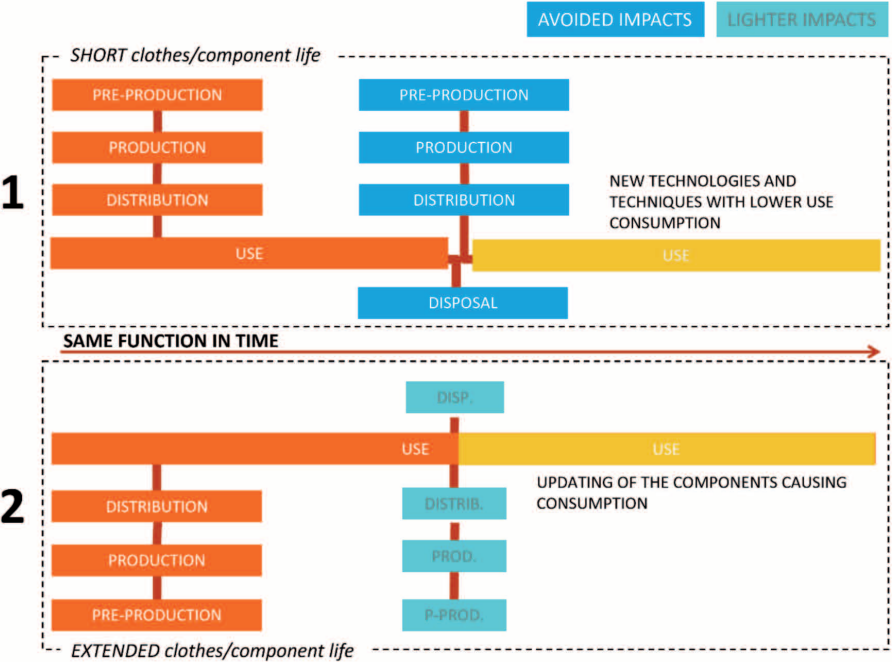 AVOIDED IMPACTS
LIGHTER IMPACTS
SHORT clothes/component life
PRE-PRODUCTION
PRE-PRODUCTION
PRODUCTION
PRODUCTION
1
DISTRIBUTION
DISTRIBUTION
NEW TECHNOLOGIES AND
TECHNIQUES WITH LOWER USE
CONSUMPTION
USE
USE
DISPOSAL
SAME FUNCTION IN TIME
DISP.
USE
USE
2
UPDATING OF THE COMPONENTS CAUSING
CONSUMPTION
DISTRIBUTION
DISTRIB.
PRODUCTION
PROD.
PRE-PRODUCTION
P-PROD.
EXTENDED clothes/component life